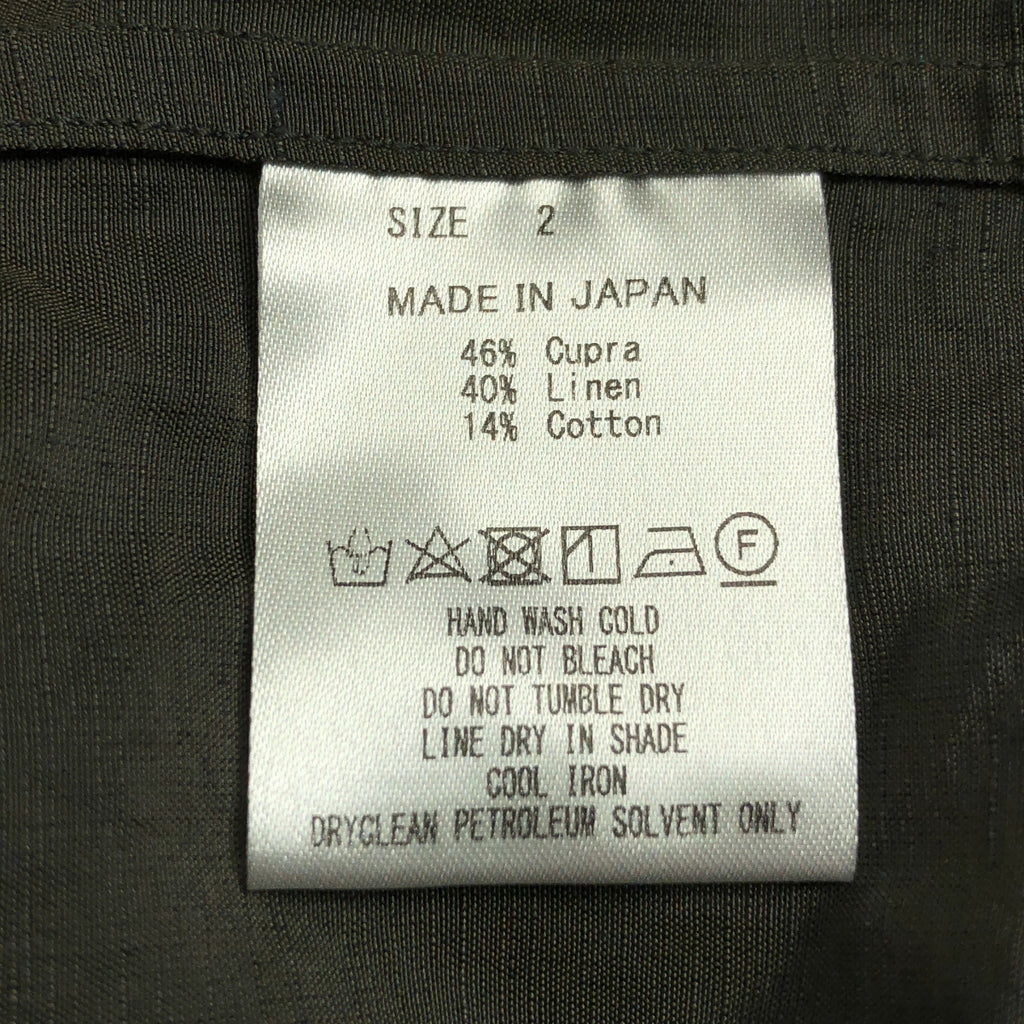 SIZE 2
MADE IN JAPAN
46% Cupra
40% Linen
14% Cotton
F
HAND WASH COLD
DO NOT BLEACH
DO NOT TUMBLE DRY
LINE DRY IN SHADE
COOL IRON
DRYCLEAN PETROLEUM SOLVENT ONLY